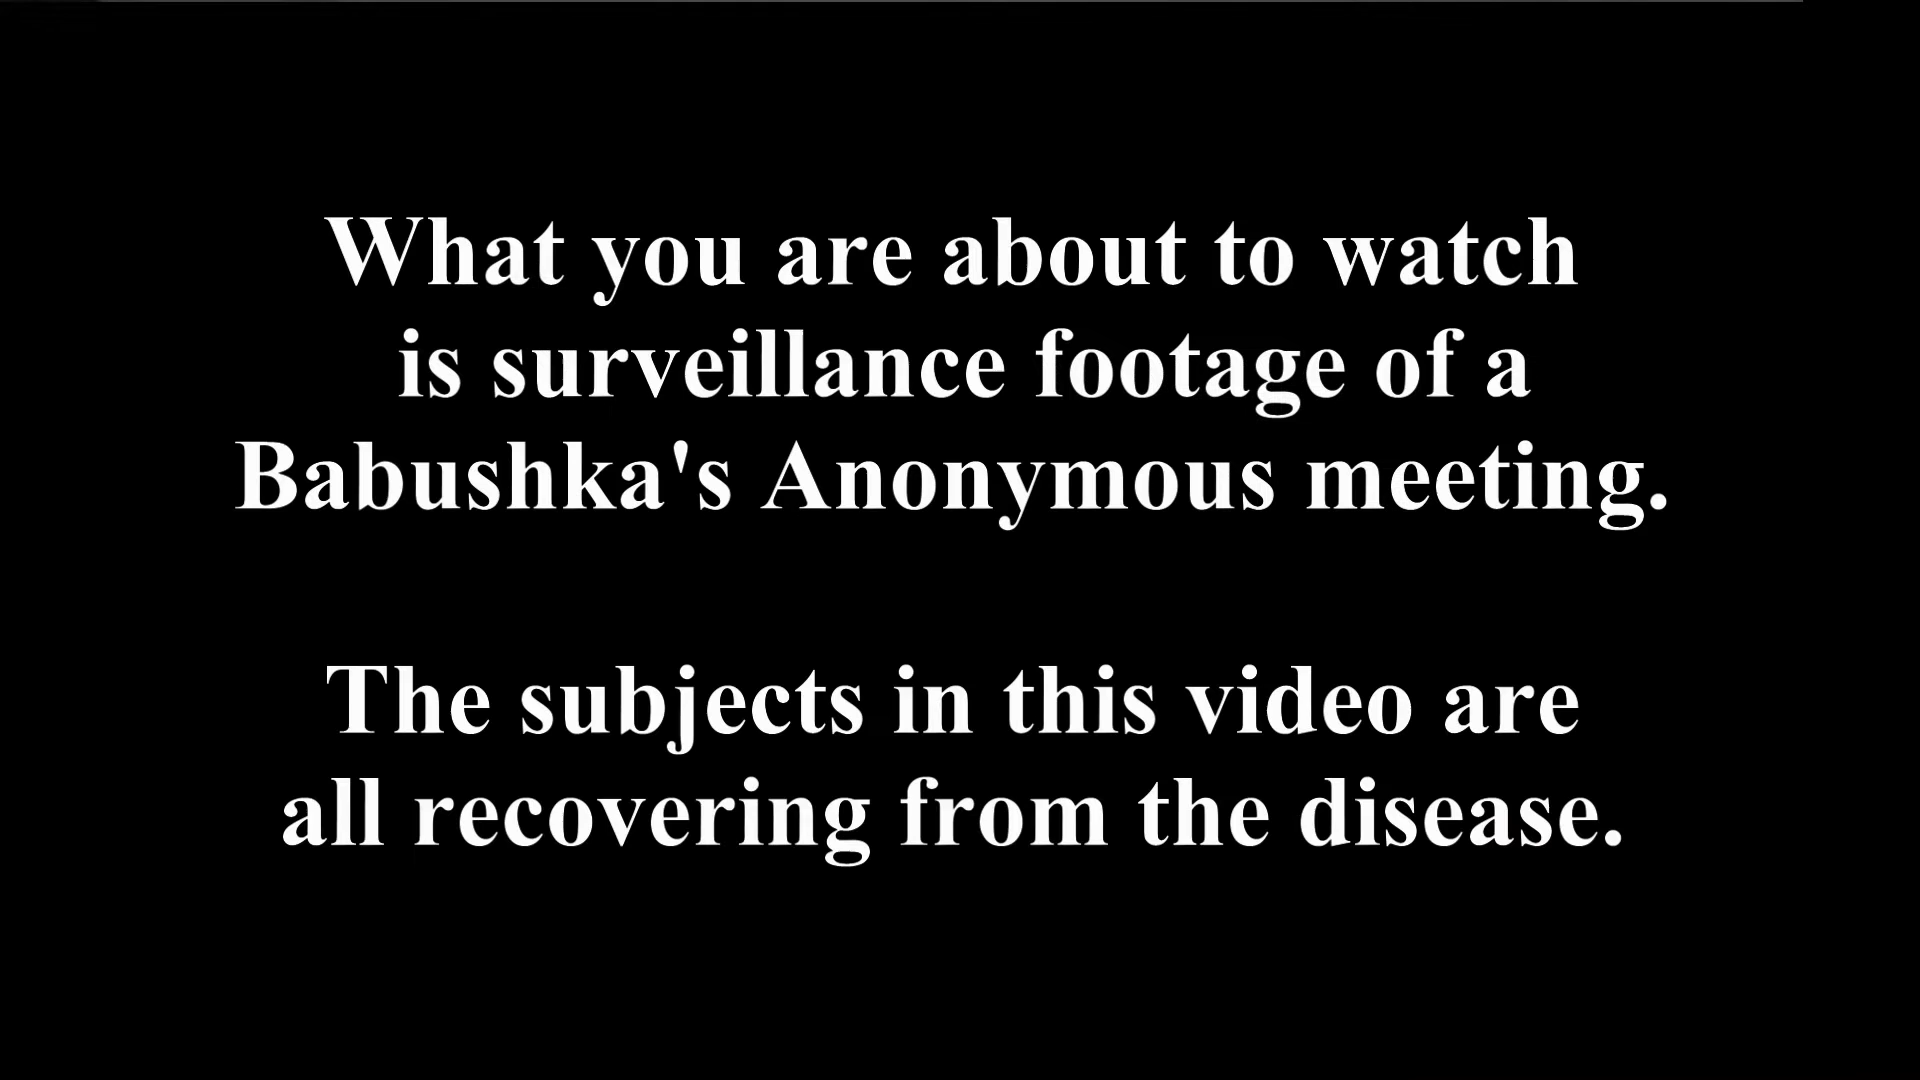 What you are about to watch
is surveillance footage of a
Babushka's Anonymous meeting.
The subjects in this video are
all recovering from the disease.